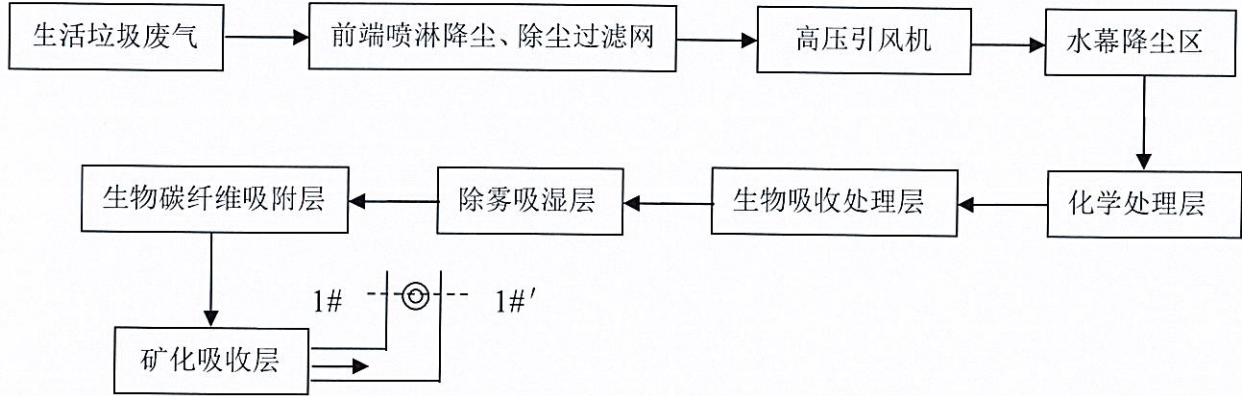 生活垃圾废气
前端喷淋降尘、除尘过滤网
高压引风机
水幕降尘区
化学处理层
生物吸收处理层
除雾吸湿层
生物碳纤维吸附层
矿化吸收层
1#
1#′